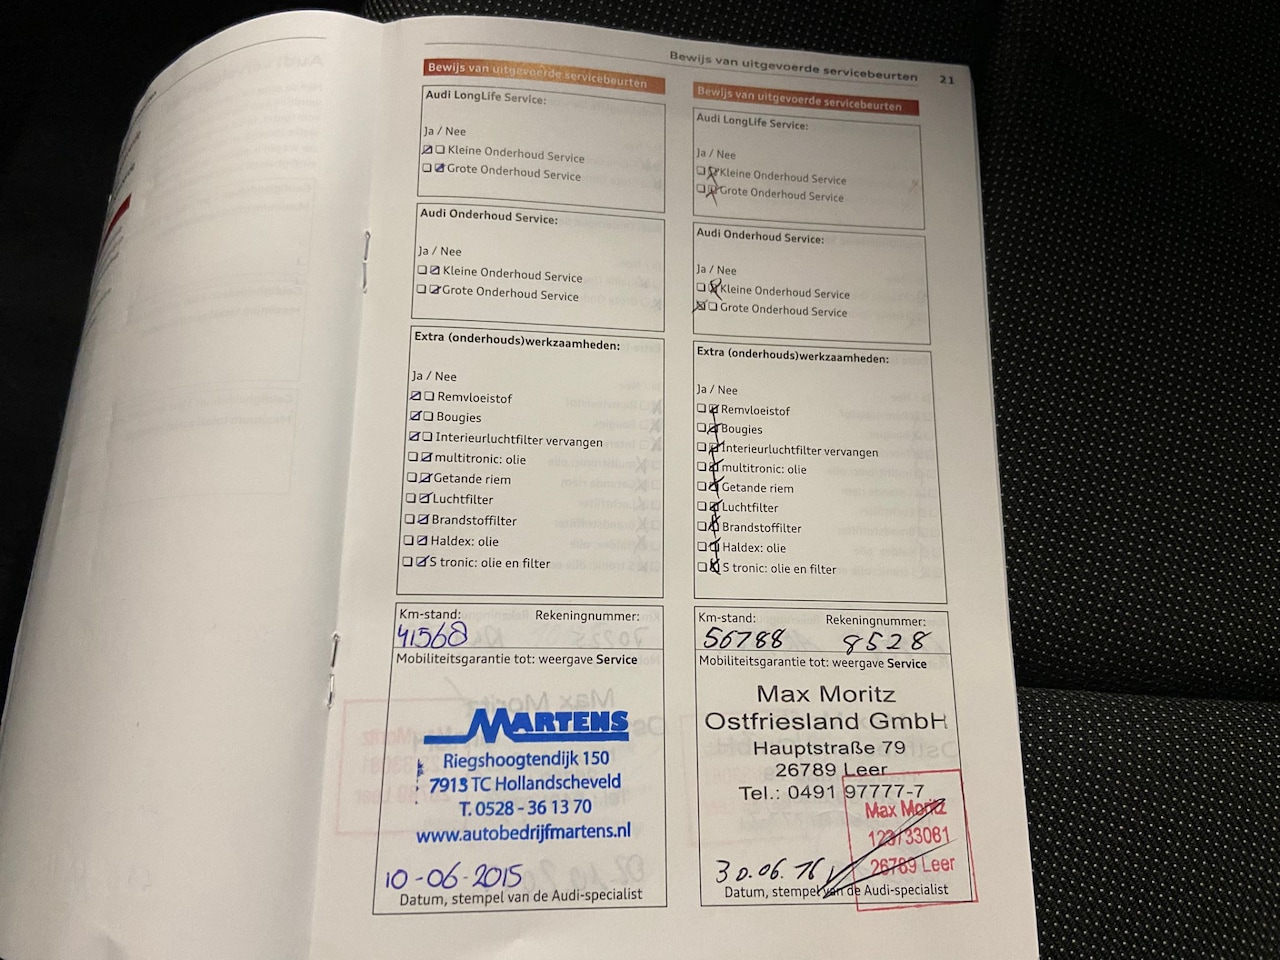 Bewijs van uitgevoerde servicebeurten 21
Bewijs van uitgevoerde servicebeurten
Audi LongLife Service:
Ja / Nee
Kleine Onderhoud Service
Grote Onderhoud Service
Audi Onderhoud Service:
Ja / Nee
Kleine Onderhoud Service
Grote Onderhoud Service
Extra (onderhouds)werkzaamheden:
Ja / Nee
Remvloeistof
Bougies
Interieurluchtfilter vervangen
multitronic: olie
Getande riem
Luchtfilter
Brandstoffilter
Haldex: olie
S tronic: olie en filter
Km-stand: Rekeningnummer:
41568
Mobiliteitsgarantie tot: weergave Service
MARTENS
Riegshoogtendijk 150
7913 TC Hollandscheveld
T. 0528 - 36 13 70
www.autobedrijfmartens.nl
10-06-2015
Datum, stempel van de Audi-specialist
Bewijs van uitgevoerde servicebeurten
Audi LongLife Service:
Ja / Nee
Kleine Onderhoud Service
Grote Onderhoud Service
Audi Onderhoud Service:
Ja / Nee
Kleine Onderhoud Service
Grote Onderhoud Service
Extra (onderhouds)werkzaamheden:
Ja / Nee
Remvloeistof
Bougies
Interieurluchtfilter vervangen
multitronic: olie
Getande riem
Luchtfilter
Brandstoffilter
Haldex: olie
S tronic: olie en filter
Km-stand: Rekeningnummer:
56788 8528
Mobiliteitsgarantie tot: weergave Service
Max Moritz
Ostfriesland GmbH
Hauptstraße 79
26789 Leer
Tel.: 0491 97777-7
Max Moritz
123/33081
26789 Leer
30.06.16
Datum, stempel van de Audi-specialist